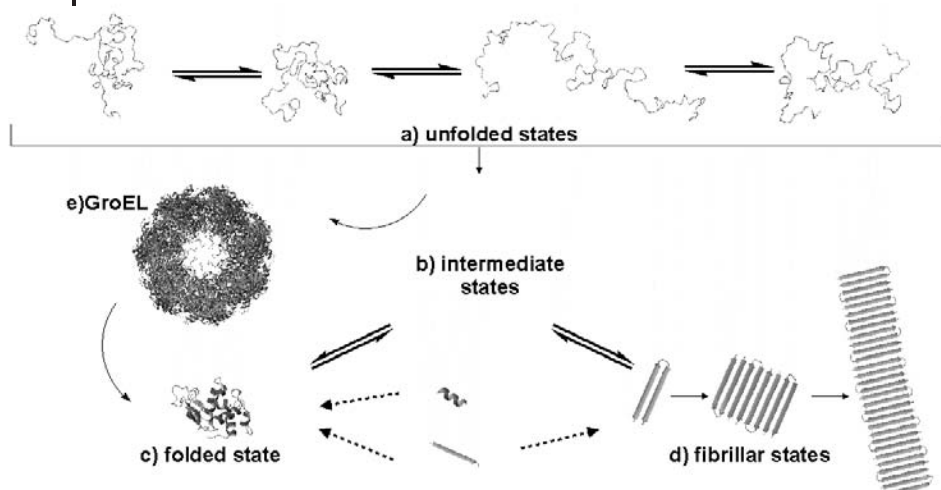 a) unfolded states
e)GroEL
b) intermediate
states
c) folded state
d) fibrillar states